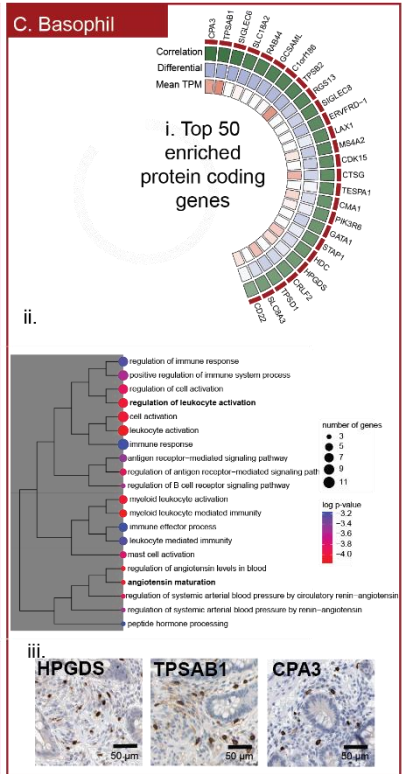 C. Basophil
CPA3
TPSAB1
SIGLEC6
SLC18A2
RAB44
GCSAML
C1orf186
TPSB2
RGS13
SIGLEC8
ERVFRD−1
LAX1
MS4A2
CDK15
CTSG
TESPA1
CMA1
PIK3R6
GATA1
STAP1
HDC
HPGDS
CRLF2
TPSD1
SLC8A3
CD22
Correlation
Differential
Mean TPM
i. Top 50
enriched
protein coding
genes
ii.
regulation of immune response
positive regulation of immune system process
regulation of cell activation
regulation of leukocyte activation
cell activation
leukocyte activation
immune response
antigen receptor−mediated signaling pathway
regulation of antigen receptor−mediated signaling path
regulation of B cell receptor signaling pathway
myeloid leukocyte activation
myeloid leukocyte mediated immunity
immune effector process
leukocyte mediated immunity
mast cell activation
regulation of angiotensin levels in blood
angiotensin maturation
regulation of systemic arterial blood pressure by circulatory renin−angiotensin
regulation of systemic arterial blood pressure by renin−angiotensin
peptide hormone processing
number of genes
3
5
7
9
11
log p-value
-3.2
-3.4
-3.6
-3.8
-4.0
iii.
HPGDS
TPSAB1
CPA3
50 µm
50 µm
50 µm